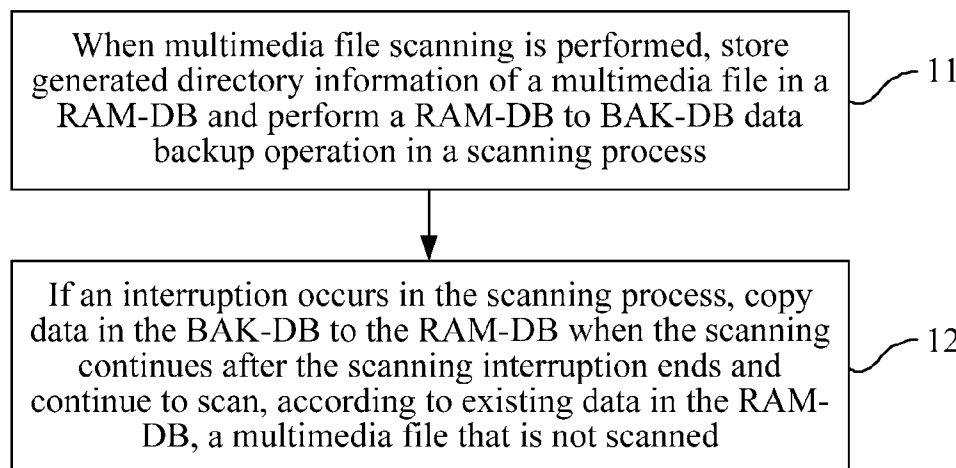 When multimedia file scanning is performed, store
generated directory information of a multimedia file in a
RAM-DB and perform a RAM-DB to BAK-DB data
backup operation in a scanning process
11
If an interruption occurs in the scanning process, copy
data in the BAK-DB to the RAM-DB when the scanning
continues after the scanning interruption ends and
continue to scan, according to existing data in the RAM-
DB, a multimedia file that is not scanned
12